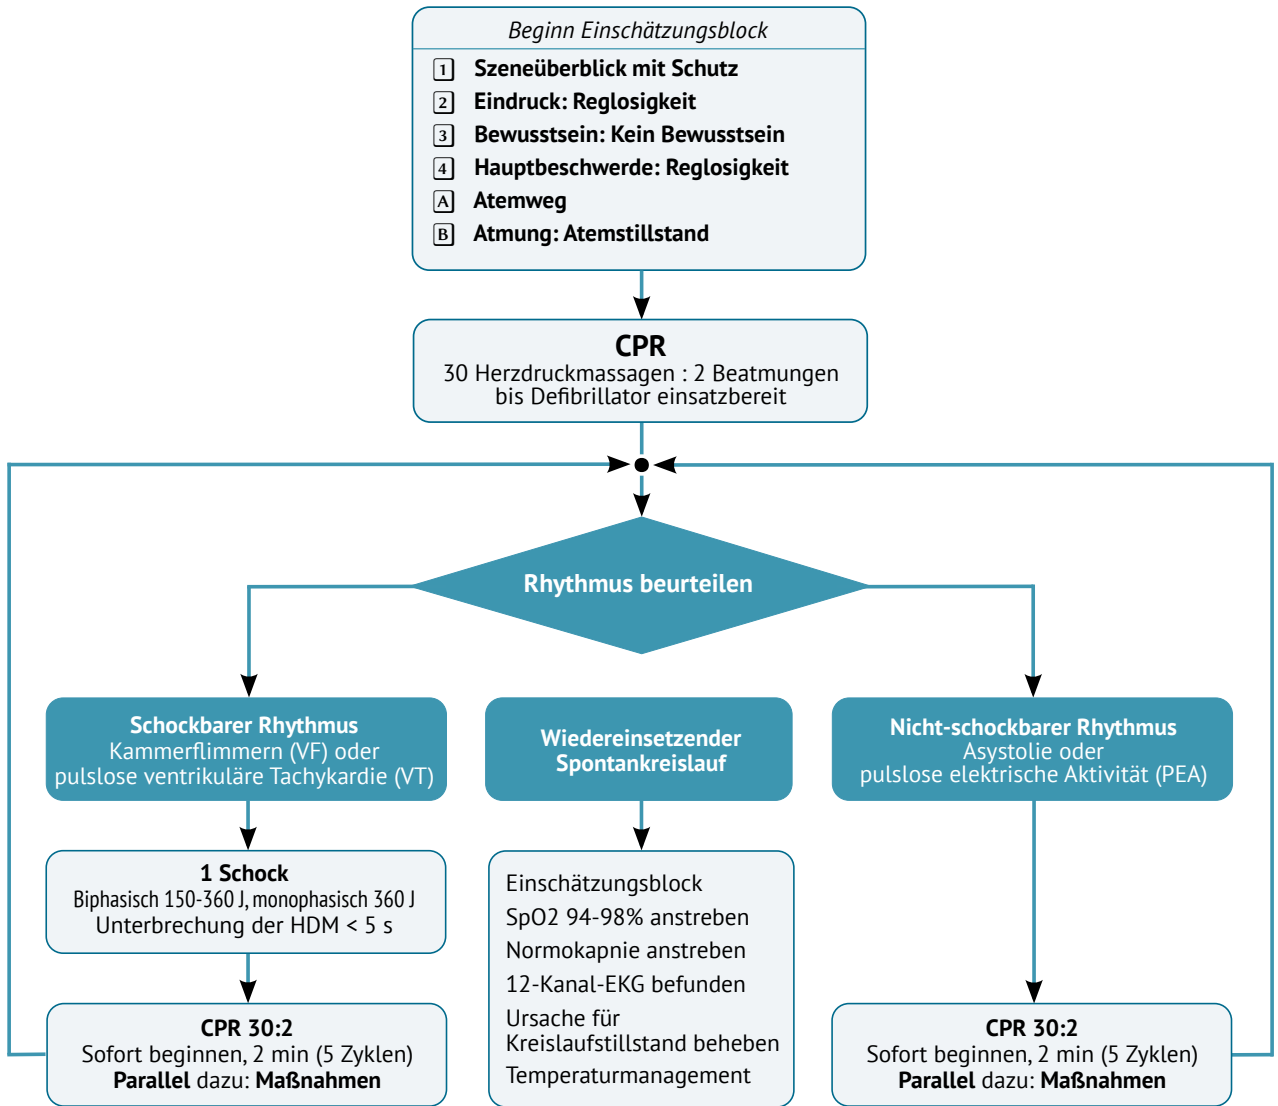 Beginn Einschätzungsblock
1 Szeneüberblick mit Schutz
2 Eindruck: Reglosigkeit
3 Bewusstsein: Kein Bewusstsein
4 Hauptbeschwerde: Reglosigkeit
A Atemweg
B Atmung: Atemstillstand
CPR
30 Herzdruckmassagen : 2 Beatmungen
bis Defibrillator einsatzbereit
Rhythmus beurteilen
Schockbarer Rhythmus
Kammerflimmern (VF) oder
pulslose ventrikuläre Tachykardie (VT)
1 Schock
Biphasisch 150-360 J, monophasisch 360 J
Unterbrechung der HDM < 5 s
CPR 30:2
Sofort beginnen, 2 min (5 Zyklen)
Parallel dazu: Maßnahmen
Wiedereinsetzender
Spontankreislauf
Einschätzungsblock
SpO2 94-98% anstreben
Normokapnie anstreben
12-Kanal-EKG befunden
Ursache für
Kreislaufstillstand beheben
Temperaturmanagement
Nicht-schockbarer Rhythmus
Asystolie oder
pulslose elektrische Aktivität (PEA)
CPR 30:2
Sofort beginnen, 2 min (5 Zyklen)
Parallel dazu: Maßnahmen